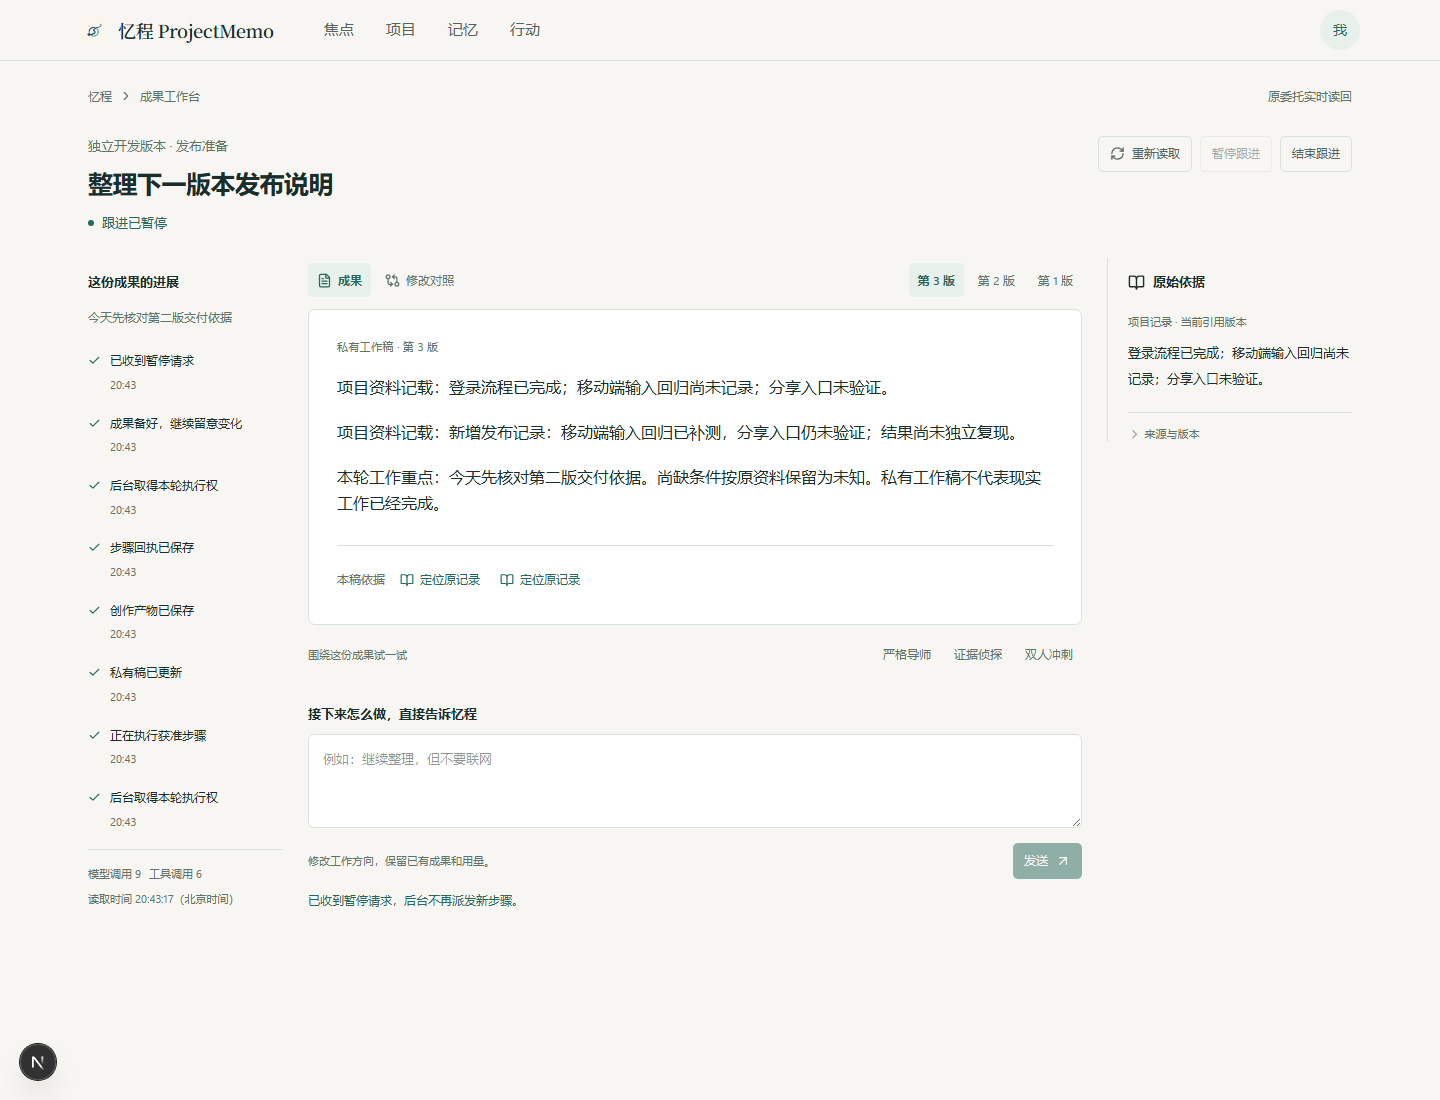 忆程 ProjectMemo
焦点
项目
记忆
行动
我
忆程 > 成果工作台
原委托实时读回
独立开发版本 · 发布准备
整理下一版本发布说明
跟进已暂停
重新读取
暂停跟进
结束跟进
这份成果的进展
今天先核对第二版交付依据
已收到暂停请求
20:43
成果备好，继续留意变化
20:43
后台取得本轮执行权
20:43
步骤回执已保存
20:43
创作产物已保存
20:43
私有稿已更新
20:43
正在执行获准步骤
20:43
后台取得本轮执行权
20:43
模型调用 9 工具调用 6
读取时间 20:43:17（北京时间）
成果
修改对照
第 3 版
第 2 版
第 1 版
私有工作稿 · 第 3 版
项目资料记载：登录流程已完成；移动端输入回归尚未记录；分享入口未验证。
项目资料记载：新增发布记录：移动端输入回归已补测，分享入口仍未验证；结果尚未独立复现。
本轮工作重点：今天先核对第二版交付依据。尚缺条件按原资料保留为未知。私有工作稿不代表现实
工作已经完成。
本稿依据
定位原记录
定位原记录
围绕这份成果试一试
严格导师
证据侦探
双人冲刺
接下来怎么做，直接告诉忆程
例如：继续整理，但不要联网
修改工作方向，保留已有成果和用量。
发送
已收到暂停请求，后台不再派发新步骤。
原始依据
项目记录 · 当前引用版本
登录流程已完成；移动端输入回归尚未
记录；分享入口未验证。
来源与版本
N